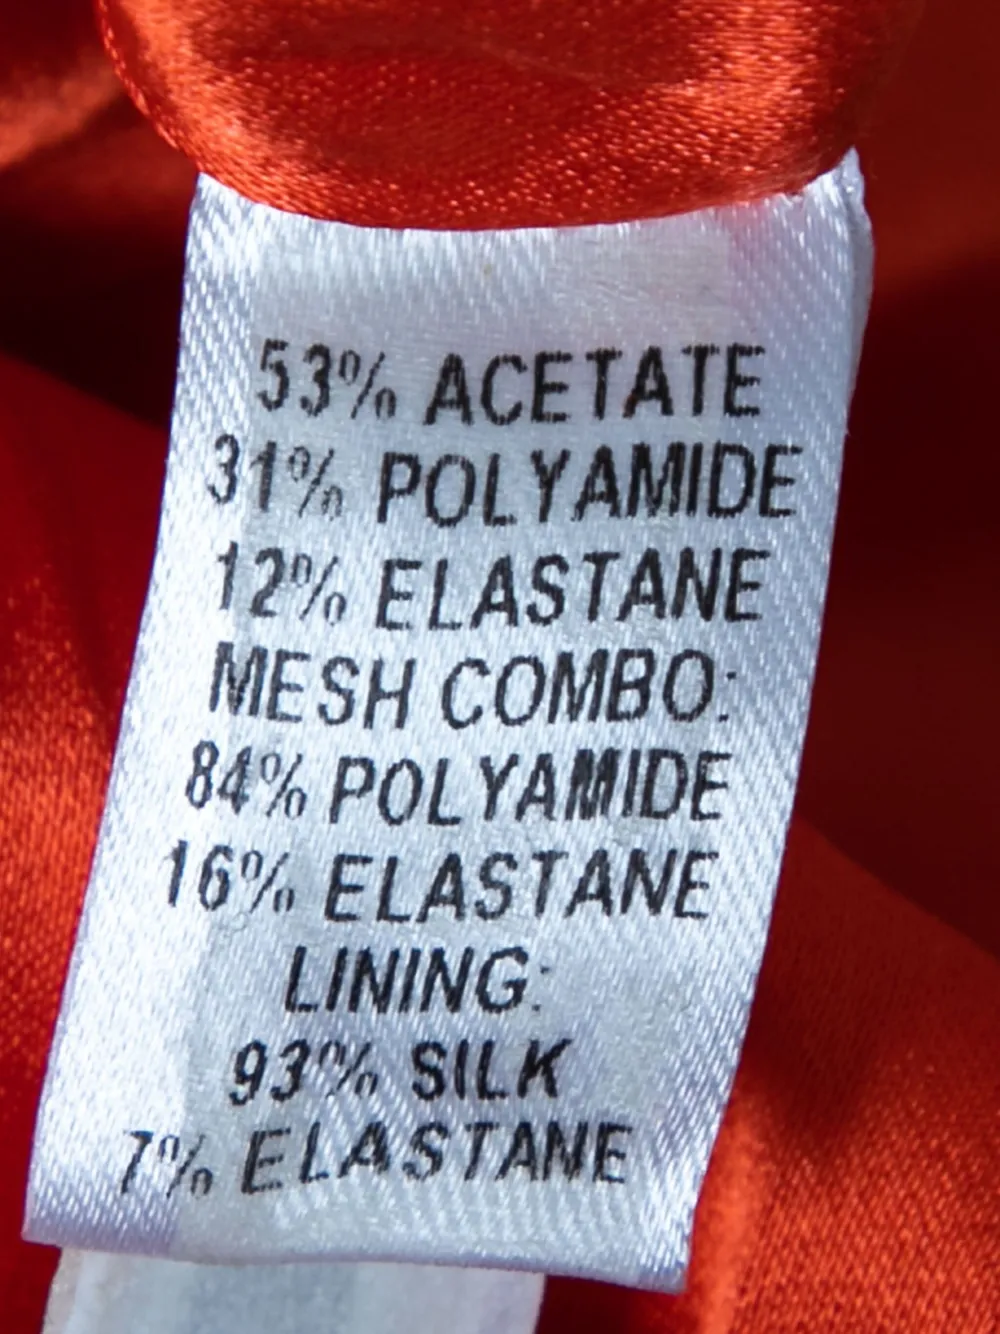 53% ACETATE
31% POLYAMIDE
12% ELASTANE
MESH COMBO:
84% POLYAMIDE
16% ELASTANE
LINING:
93% SILK
7% ELASTANE